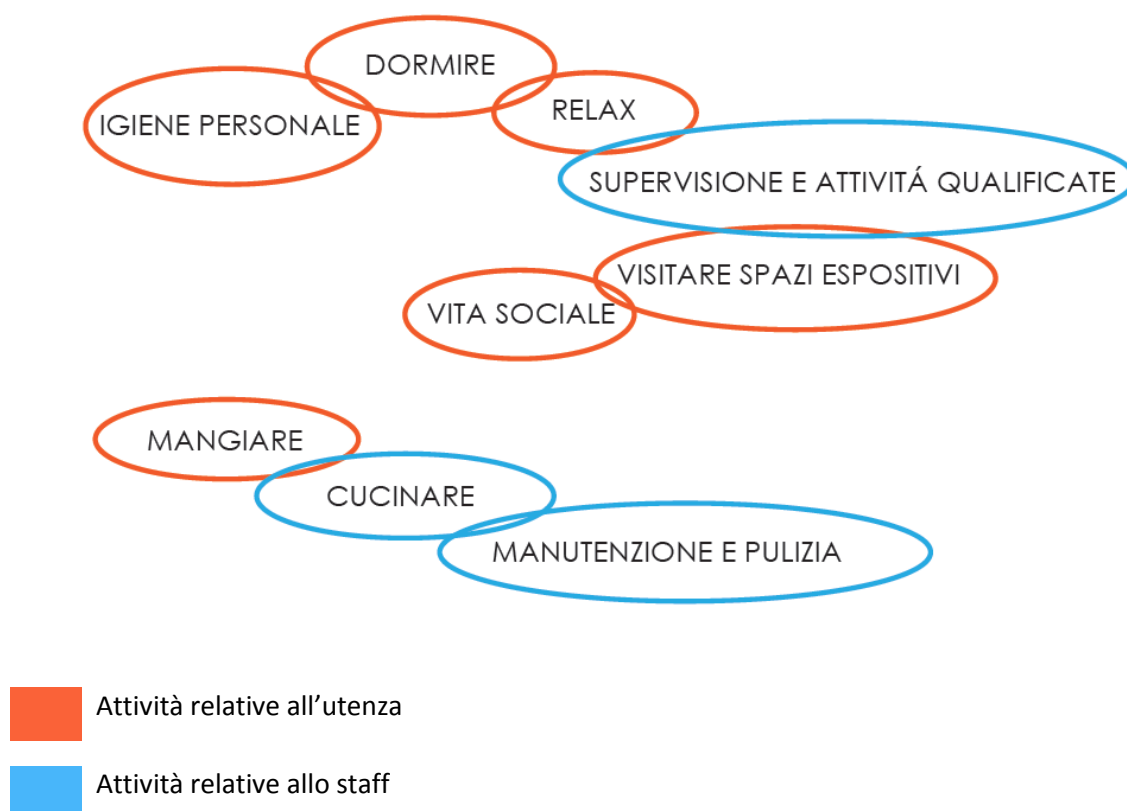 DORMIRE
IGIENE PERSONALE
RELAX
SUPERVISIONE E ATTIVITÁ QUALIFICATE
VISITARE SPAZI ESPOSITIVI
VITA SOCIALE
MANGIARE
CUCINARE
MANUTENZIONE E PULIZIA
Attività relative all’utenza
Attività relative allo staff